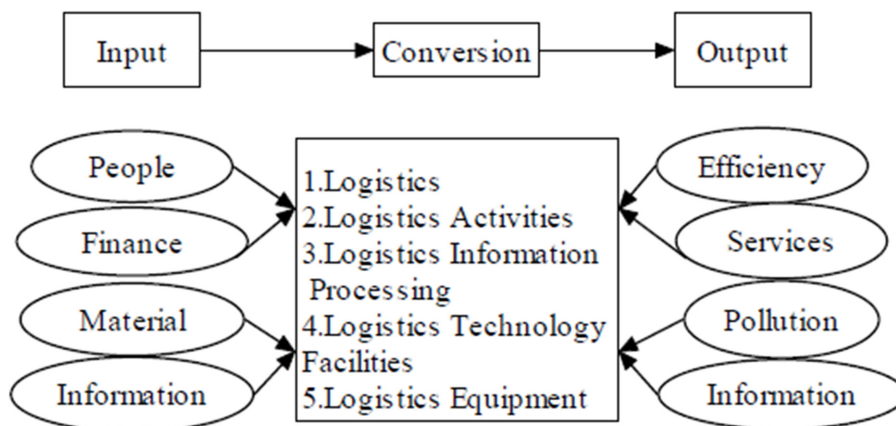 Input
Conversion
Output
People
Finance
Material
Information
1.Logistics
2.Logistics Activities
3.Logistics Information
Processing
4.Logistics Technology
Facilities
5.Logistics Equipment
Efficiency
Services
Pollution
Information